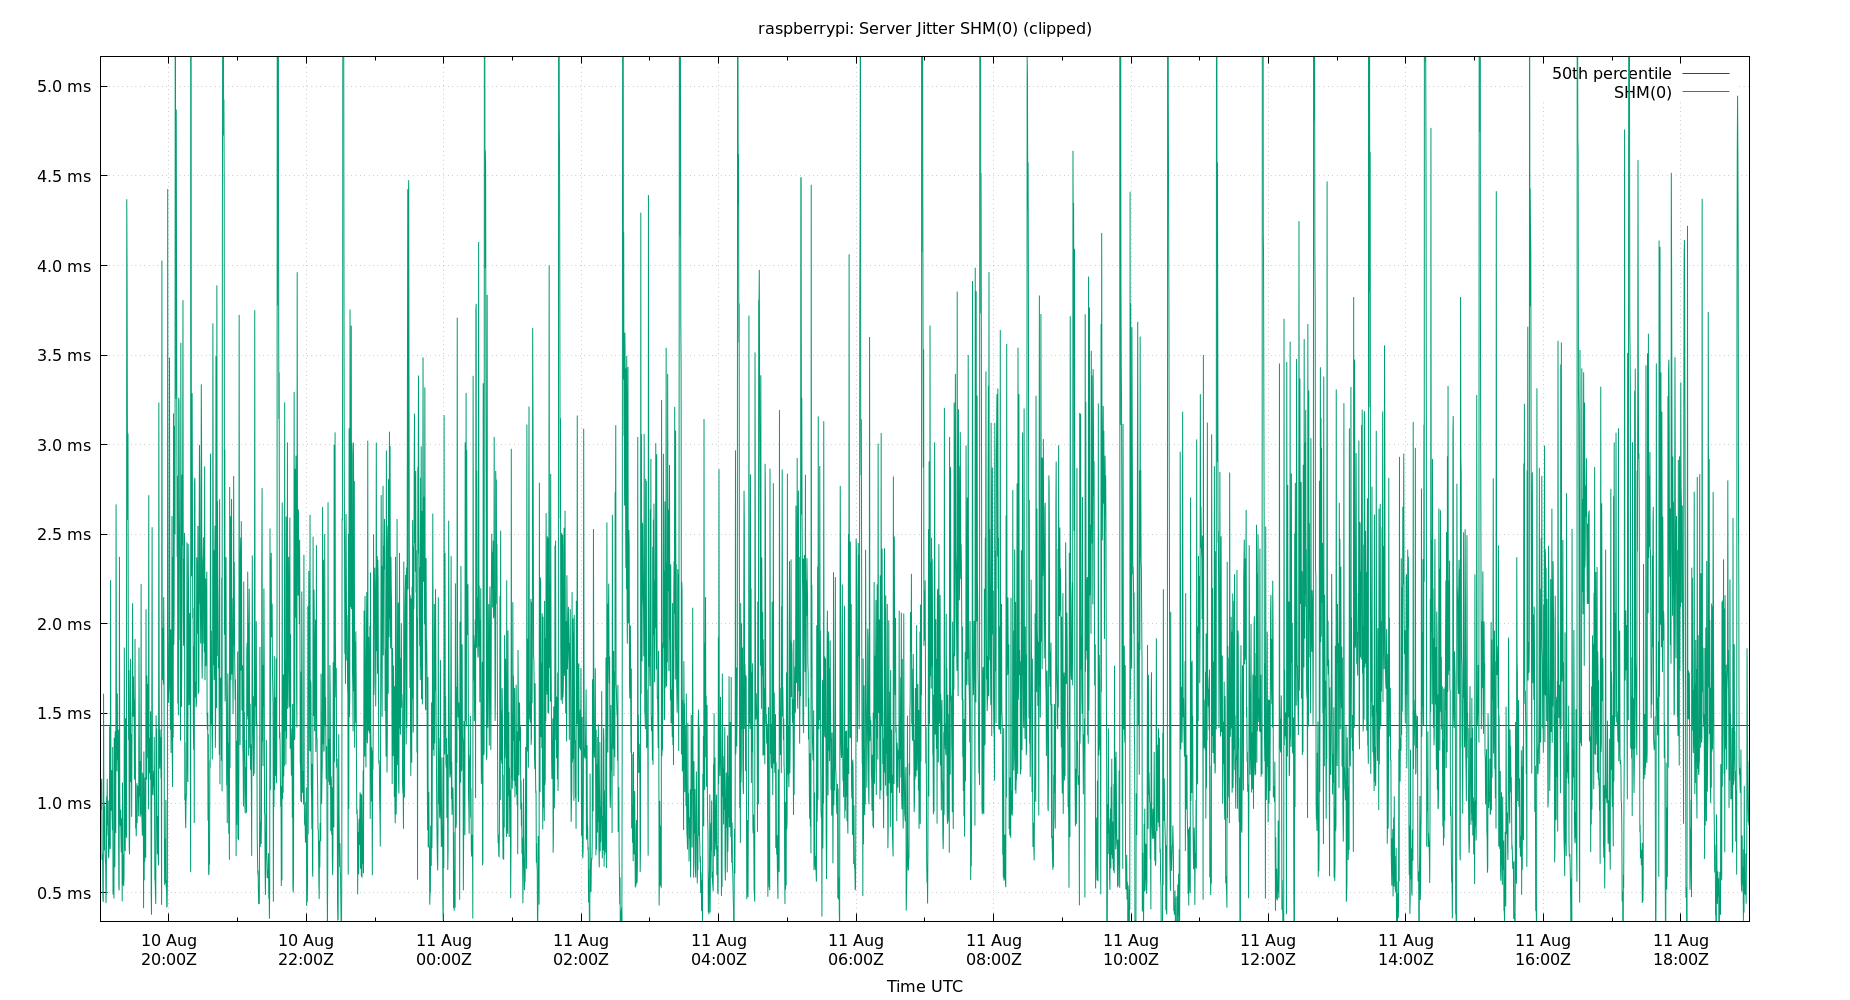 raspberrypi: Server Jitter SHM(0) (clipped)
50th percentile
SHM(0)
5.0 ms
4.5 ms
4.0 ms
3.5 ms
3.0 ms
2.5 ms
2.0 ms
1.5 ms
1.0 ms
0.5 ms
10 Aug 10 Aug 11 Aug 11 Aug 11 Aug 11 Aug 11 Aug 11 Aug 11 Aug 11 Aug 11 Aug 11 Aug
20:00Z 22:00Z 00:00Z 02:00Z 04:00Z 06:00Z 08:00Z 10:00Z 12:00Z 14:00Z 16:00Z 18:00Z
Time UTC